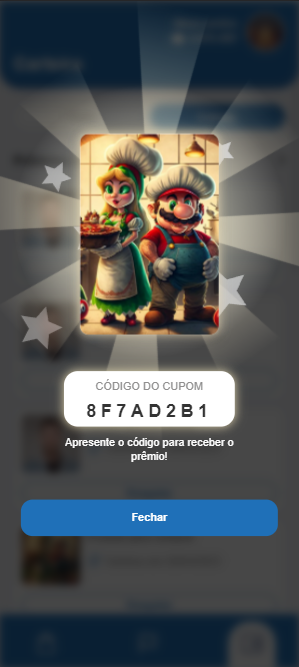 CÓDIGO DO CUPOM
8F7AD2B1
Apresente o código para receber o
prêmio!
Fechar